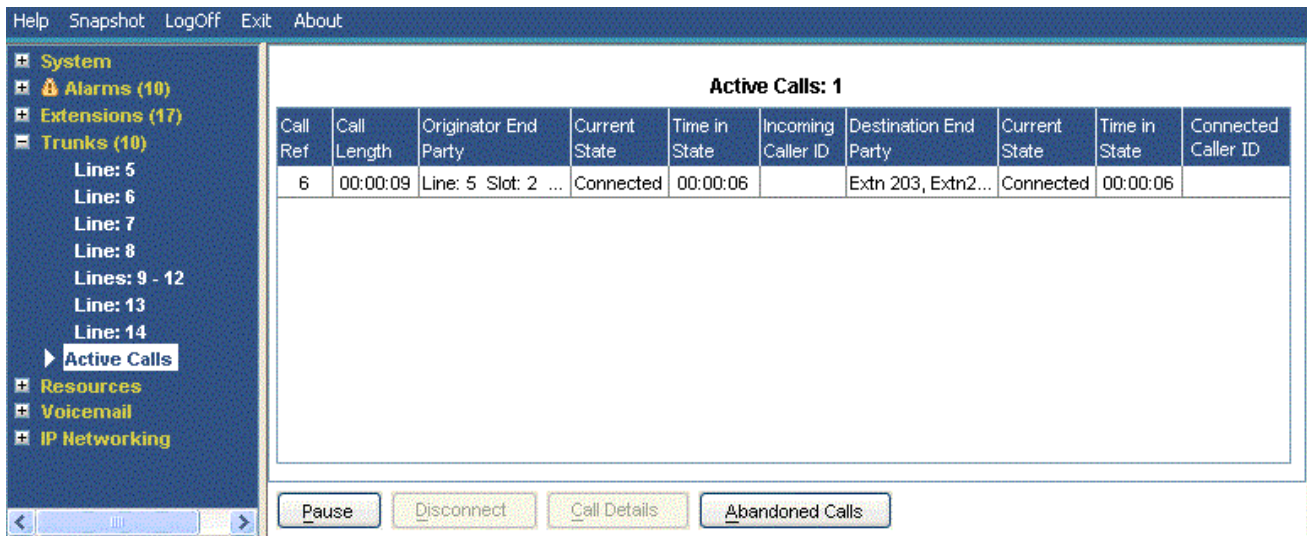 Help Snapshot LogOff Exit About
System
Alarms (10)
Extensions (17)
Trunks (10)
Line: 5
Line: 6
Line: 7
Line: 8
Lines: 9 - 12
Line: 13
Line: 14
Active Calls
Resources
Voicemail
IP Networking
Active Calls: 1
Call Ref Call Length Originator End Party Current State Time in State Incoming Caller ID Destination End Party Current State Time in State Connected Caller ID
6 00:00:09 Line: 5 Slot: 2 ... Connected 00:00:06 Extn 203, Extn2... Connected 00:00:06
Pause Disconnect Call Details Abandoned Calls